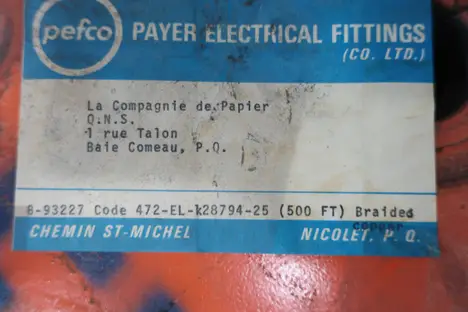 pefco
PAYER ELECTRICAL FITTINGS
(CO. LTD.)
La Compagnie de Papier
Q.N.S.
1 rue Talon
Baie Comeau, P.Q.
6-93227 Code 472-EL-k28794-25 (500 FT) Braided
copper
CHEMIN ST-MICHEL
NICOLET, P. Q.